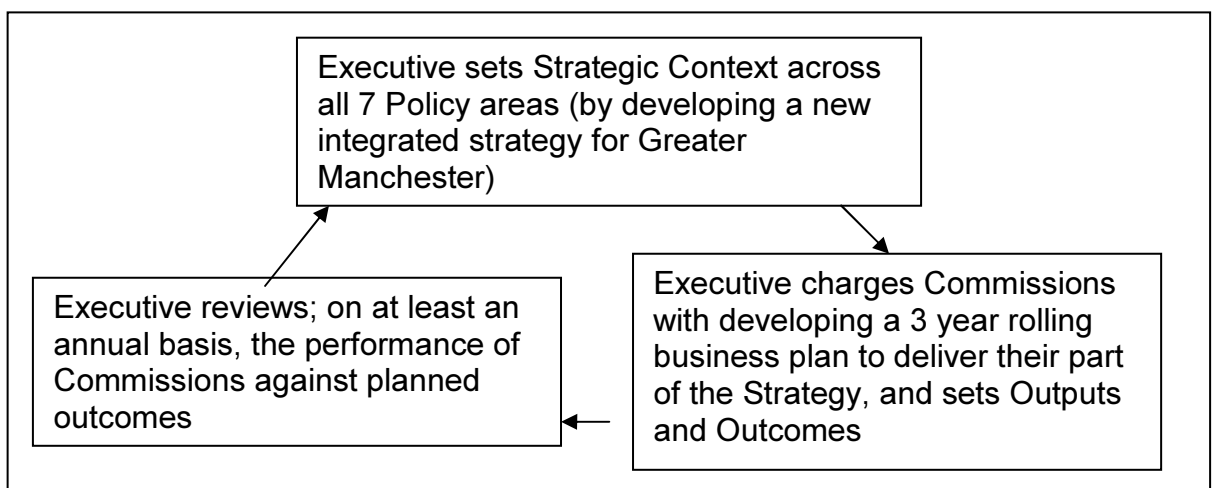 Executive sets Strategic Context across
all 7 Policy areas (by developing a new
integrated strategy for Greater
Manchester)
Executive charges Commissions
with developing a 3 year rolling
business plan to deliver their part
of the Strategy, and sets Outputs
and Outcomes
Executive reviews; on at least an
annual basis, the performance of
Commissions against planned
outcomes